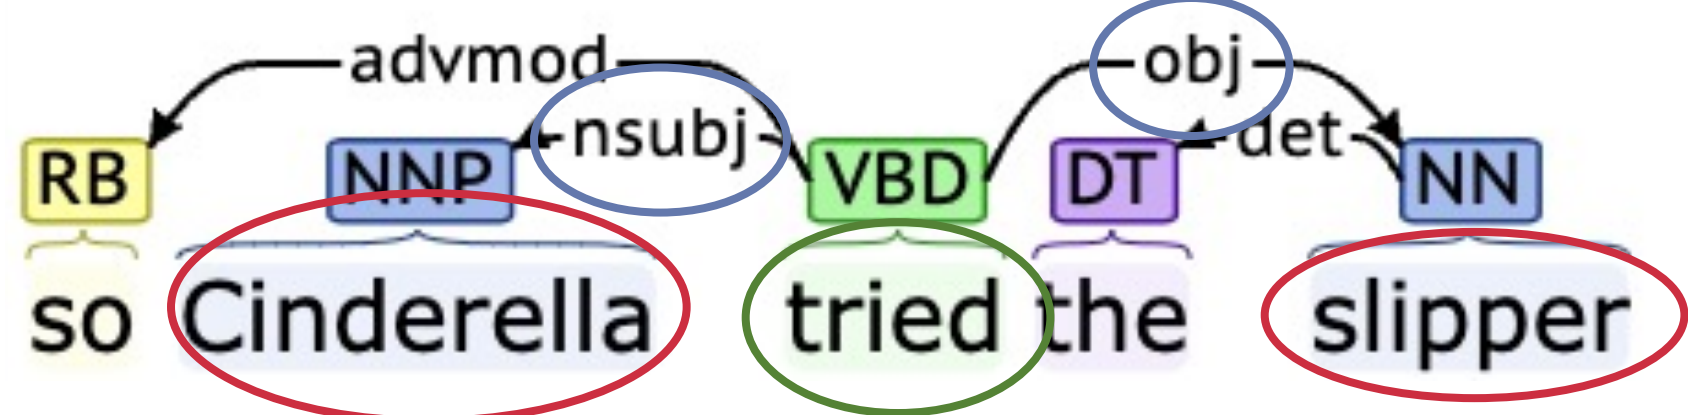 advmod obj
nsubj det
RB NNP VBD DT NN
so Cinderella tried the slipper